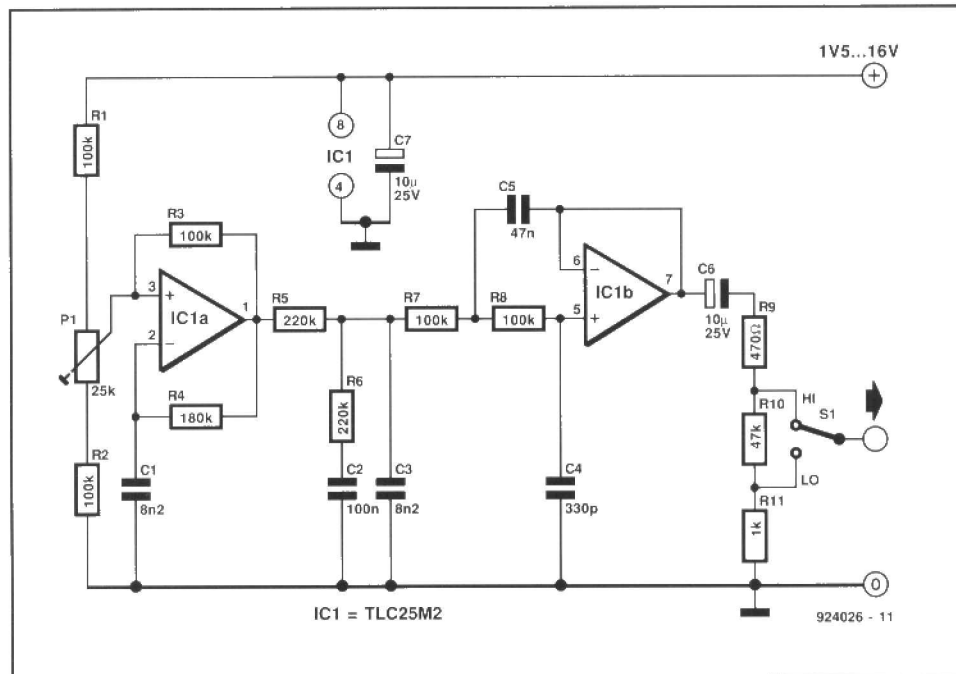 1V5...16V
+
R1
100k
8
IC1
4
C7
10µ
25V
R3
100k
C5
47n
P1
25k
3
+
IC1a
1
2
−
R4
180k
R5
220k
R7
100k
R8
100k
6
−
IC1b
7
5
+
C6
10µ
25V
R9
470Ω
R6
220k
R10
47k
HI
S1
LO
R2
100k
C1
8n2
C2
100n
C3
8n2
C4
330p
R11
1k
0
IC1 = TLC25M2
924026 - 11